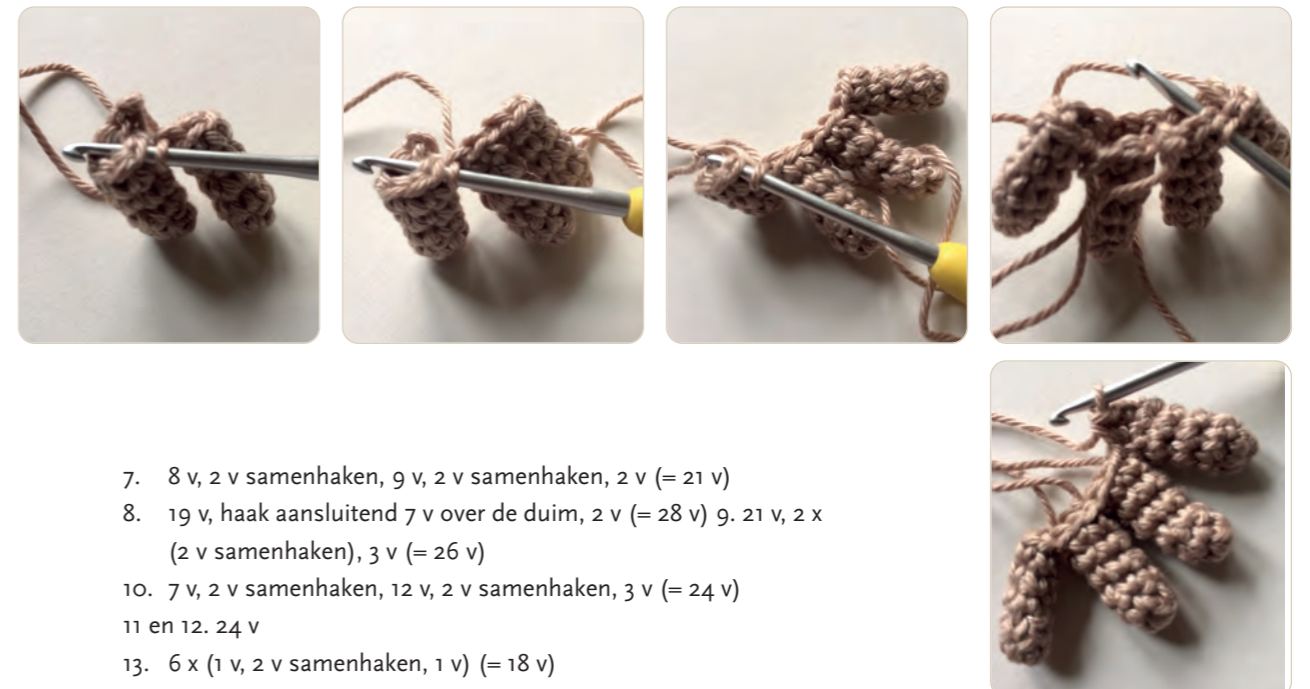 7. 8 v, 2 v samenhaken, 9 v, 2 v samenhaken, 2 v (= 21 v)
8. 19 v, haak aansluitend 7 v over de duim, 2 v (= 28 v) 9. 21 v, 2 x
(2 v samenhaken), 3 v (= 26 v)
10. 7 v, 2 v samenhaken, 12 v, 2 v samenhaken, 3 v (= 24 v)
11 en 12. 24 v
13. 6 x (1 v, 2 v samenhaken, 1 v) (= 18 v)